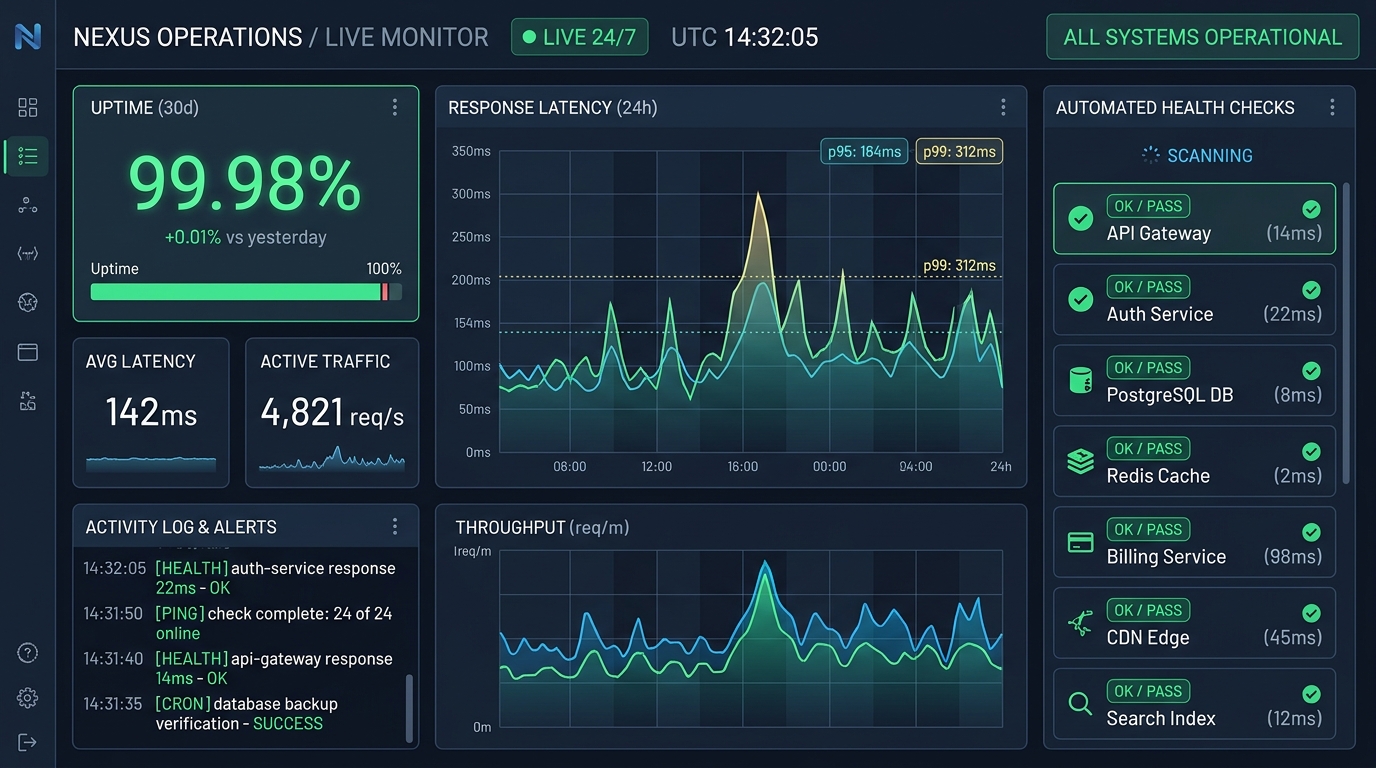 NEXUS OPERATIONS / LIVE MONITOR
LIVE 24/7
UTC 14:32:05
ALL SYSTEMS OPERATIONAL
UPTIME (30d)
99.98%
+0.01% vs yesterday
Uptime 100%
AVG LATENCY
142ms
ACTIVE TRAFFIC
4,821 req/s
ACTIVITY LOG & ALERTS
14:32:05 [HEALTH] auth-service response
22ms - OK
14:31:50 [PING] check complete: 24 of 24
online
14:31:40 [HEALTH] api-gateway response
14ms - OK
14:31:35 [CRON] database backup
verification - SUCCESS
RESPONSE LATENCY (24h)
p95: 184ms
p99: 312ms
350ms
300ms
250ms
p99: 312ms
200ms
154ms
100ms
50ms
0ms
08:00 12:00 16:00 00:00 04:00 24h
THROUGHPUT (req/m)
lreq/m
0m
AUTOMATED HEALTH CHECKS
SCANNING
OK / PASS
API Gateway (14ms)
OK / PASS
Auth Service (22ms)
OK / PASS
PostgreSQL DB (8ms)
OK / PASS
Redis Cache (2ms)
OK / PASS
Billing Service (98ms)
OK / PASS
CDN Edge (45ms)
OK / PASS
Search Index (12ms)